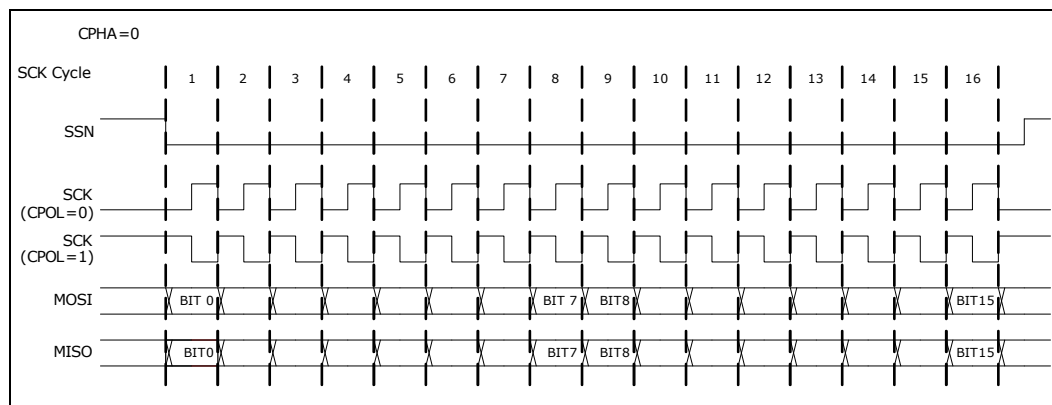 CPHA=0
SCK Cycle 1 2 3 4 5 6 7 8 9 10 11 12 13 14 15 16
SSN
SCK
(CPOL=0)
SCK
(CPOL=1)
MOSI BIT 0 BIT 7 BIT8 BIT15
MISO BIT0 BIT7 BIT8 BIT15